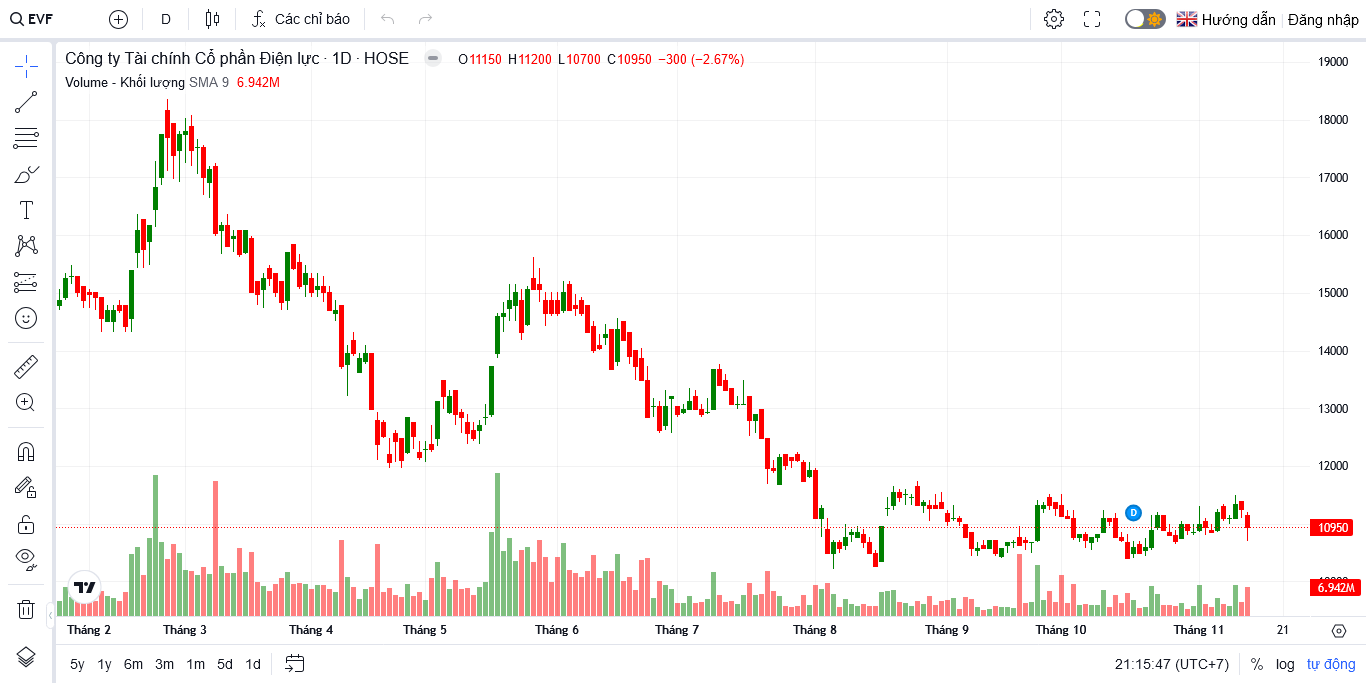 EVF D Các chỉ báo Hướng dẫn Đăng nhập
Công ty Tài chính Cổ phần Điện lực · 1D · HOSE O11150 H11200 L10700 C10950 −300 (−2.67%)
Volume - Khối lượng SMA 9 6.942M
19000
18000
17000
16000
15000
14000
13000
12000
D
10950
6.942M
Tháng 2 Tháng 3 Tháng 4 Tháng 5 Tháng 6 Tháng 7 Tháng 8 Tháng 9 Tháng 10 Tháng 11 21
5y 1y 6m 3m 1m 5d 1d 21:15:47 (UTC+7) % log tự động